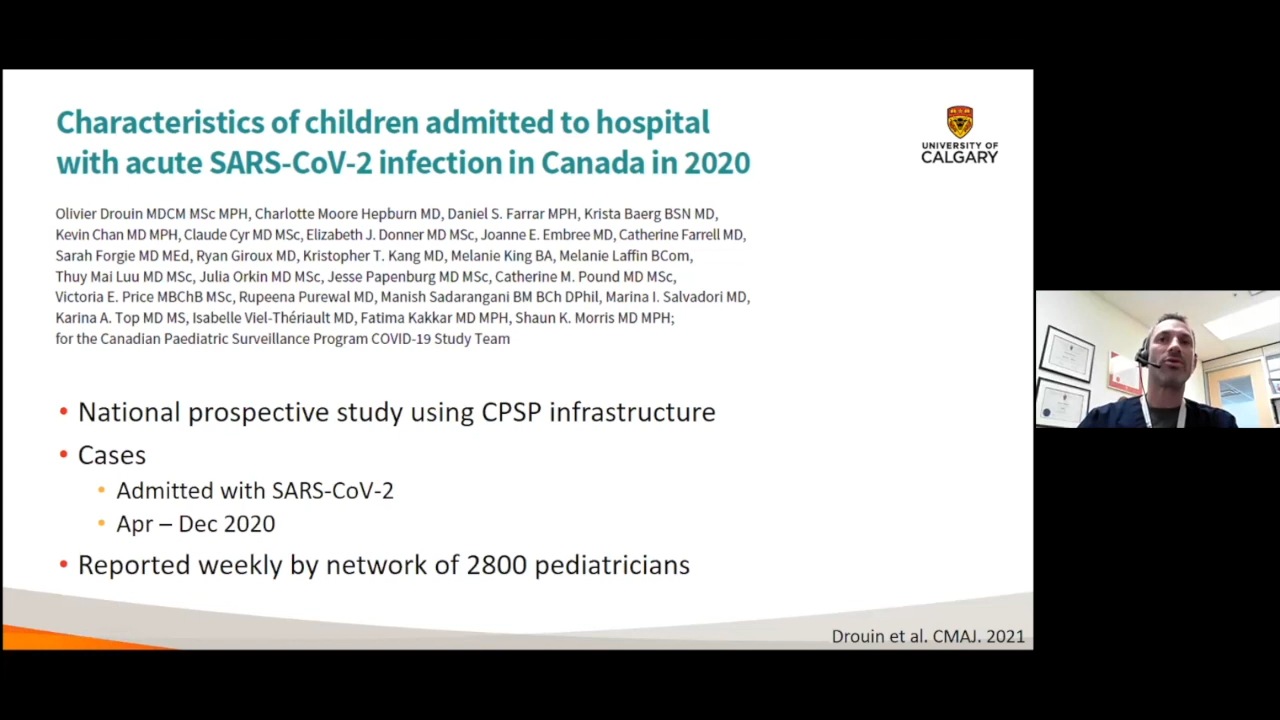 Characteristics of children admitted to hospital
with acute SARS-CoV-2 infection in Canada in 2020
UNIVERSITY OF
CALGARY
Olivier Drouin MDCM MSc MPH, Charlotte Moore Hepburn MD, Daniel S. Farrar MPH, Krista Baerg BSN MD,
Kevin Chan MD MPH, Claude Cyr MD MSc, Elizabeth J. Donner MD MSc, Joanne E. Embree MD, Catherine Farrell MD,
Sarah Forgie MD MEd, Ryan Giroux MD, Kristopher T. Kang MD, Melanie King BA, Melanie Laffin BCom,
Thuy Mai Luu MD MSc, Julia Orkin MD MSc, Jesse Papenburg MD MSc, Catherine M. Pound MD MSc,
Victoria E. Price MBChB MSc, Rupeena Purewal MD, Manish Sadarangani BM BCh DPhil, Marina I. Salvadori MD,
Karina A. Top MD MS, Isabelle Viel-Thériault MD, Fatima Kakkar MD MPH, Shaun K. Morris MD MPH;
for the Canadian Paediatric Surveillance Program COVID-19 Study Team
• National prospective study using CPSP infrastructure
• Cases
• Admitted with SARS-CoV-2
• Apr – Dec 2020
• Reported weekly by network of 2800 pediatricians
Drouin et al. CMAJ. 2021